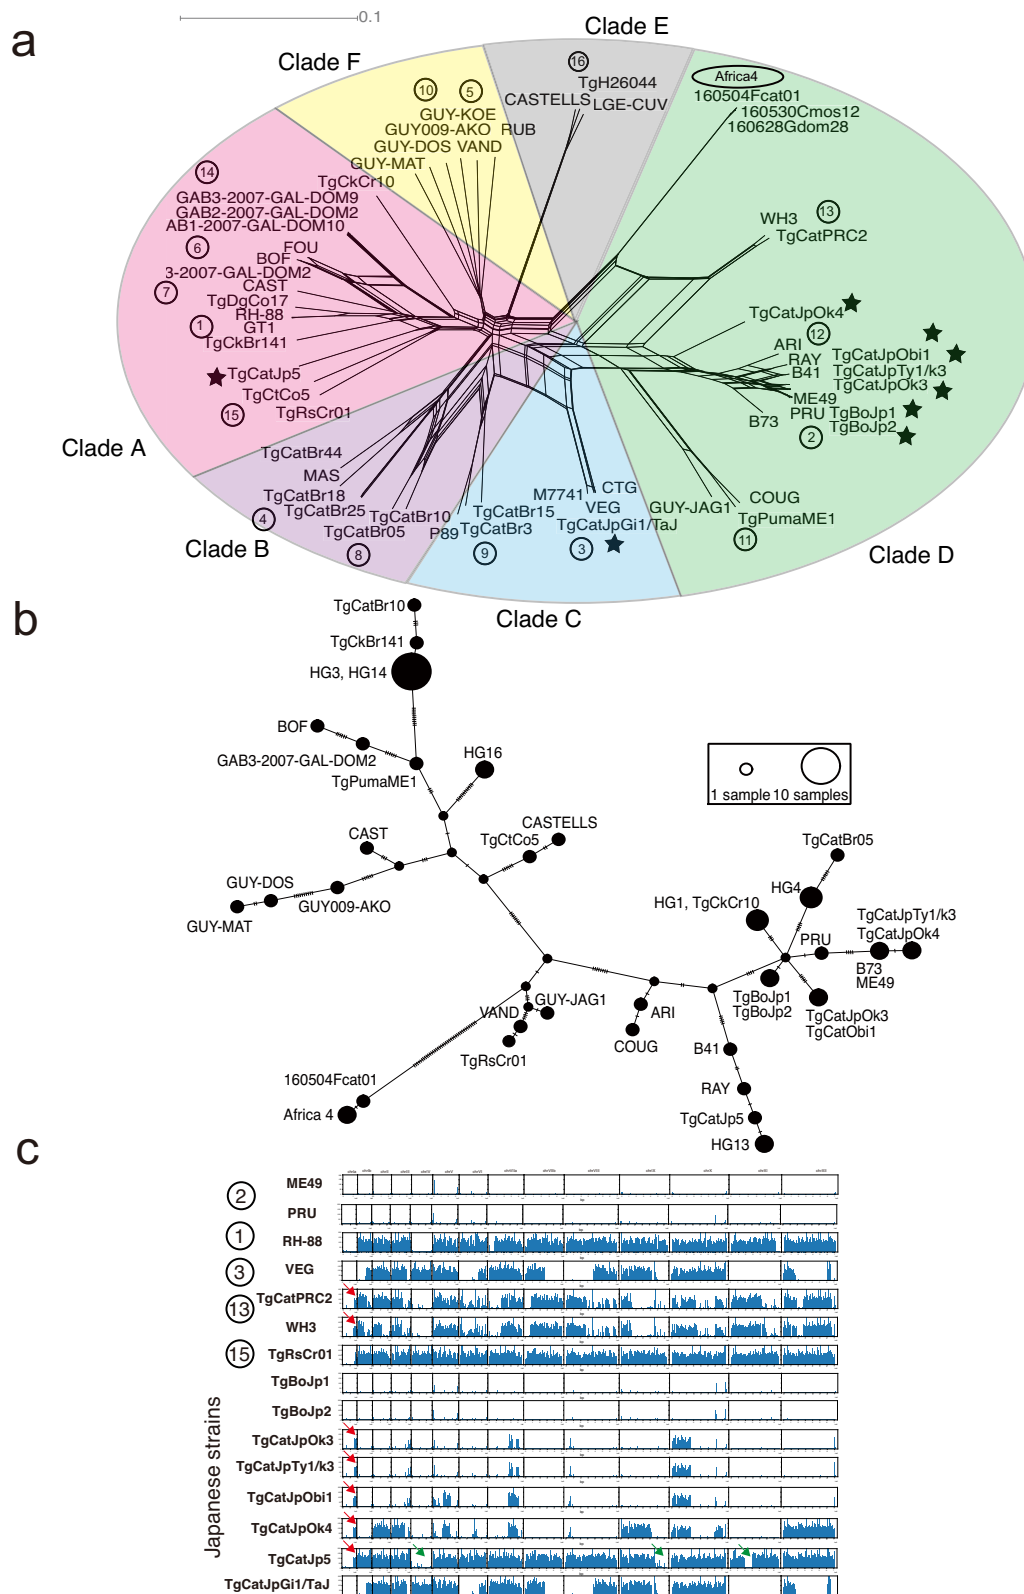 a
0.1
Clade E
Clade F
16
TgH26044
CASTELLS
LGE-CUV
Africa4
160504Fcat01
160530Cmos12
160628Gdom28
10
5
GUY-KOE
GUY009-AKO
RUB
GUY-DOS
VAND
GUY-MAT
TgCkCr10
14
GAB3-2007-GAL-DOM9
GAB2-2007-GAL-DOM2
AB1-2007-GAL-DOM10
6
FOU
BOF
3-2007-GAL-DOM2
7
CAST
TgDgCo17
RH-88
1
GT1
TgCkBr141
TgCatJp5
TgCtCo5
15
TgRsCr01
Clade A
WH3
13
TgCatPRC2
TgCatJpOk4
12
ARI
TgCatJpObi1
RAY
TgCatJpTy1/k3
B41
TgCatJpOk3
ME49
PRU
TgBoJp1
B73
TgBoJp2
2
TgCatBr44
MAS
TgCatBr18
TgCatBr25
4
TgCatBr10
TgCatBr05
8
Clade B
P89
TgCatBr15
TgCatBr3
9
M7741
CTG
VEG
TgCatJpGi1/TaJ
3
GUY-JAG1
COUG
TgPumaME1
11
Clade D
Clade C
b
TgCatBr10
TgCkBr141
HG3, HG14
BOF
GAB3-2007-GAL-DOM2
TgPumaME1
HG16
1 sample
10 samples
CAST
TgCtCo5
CASTELLS
GUY-DOS
GUY009-AKO
GUY-MAT
TgCatBr05
HG4
HG1, TgCkCr10
TgCatJpTy1/k3
TgCatJpOk4
PRU
B73
ME49
TgBoJp1
TgBoJp2
TgCatJpOk3
TgCatObi1
GUY-JAG1
VAND
TgRsCr01
ARI
COUG
B41
RAY
TgCatJp5
HG13
160504Fcat01
Africa 4
c
ME49
2
PRU
1
RH-88
3
VEG
TgCatPRC2
13
WH3
15
TgRsCr01
Japanese strains
TgBoJp1
TgBoJp2
TgCatJpOk3
TgCatJpTy1/k3
TgCatJpObi1
TgCatJpOk4
TgCatJp5
TgCatJpGi1/TaJ